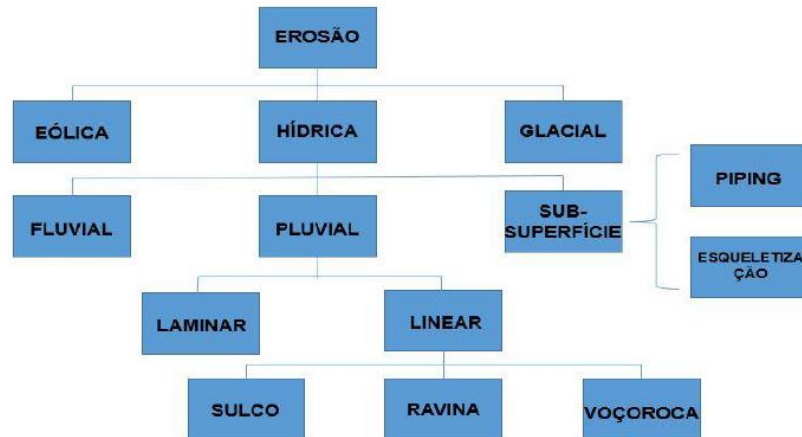 EROSÃO
EÓLICA
HÍDRICA
GLACIAL
PIPING
FLUVIAL
PLUVIAL
SUB-
SUPERFÍCIE
ESQUELETIZA
ÇÃO
LAMINAR
LINEAR
SULCO
RAVINA
VOÇOROCA